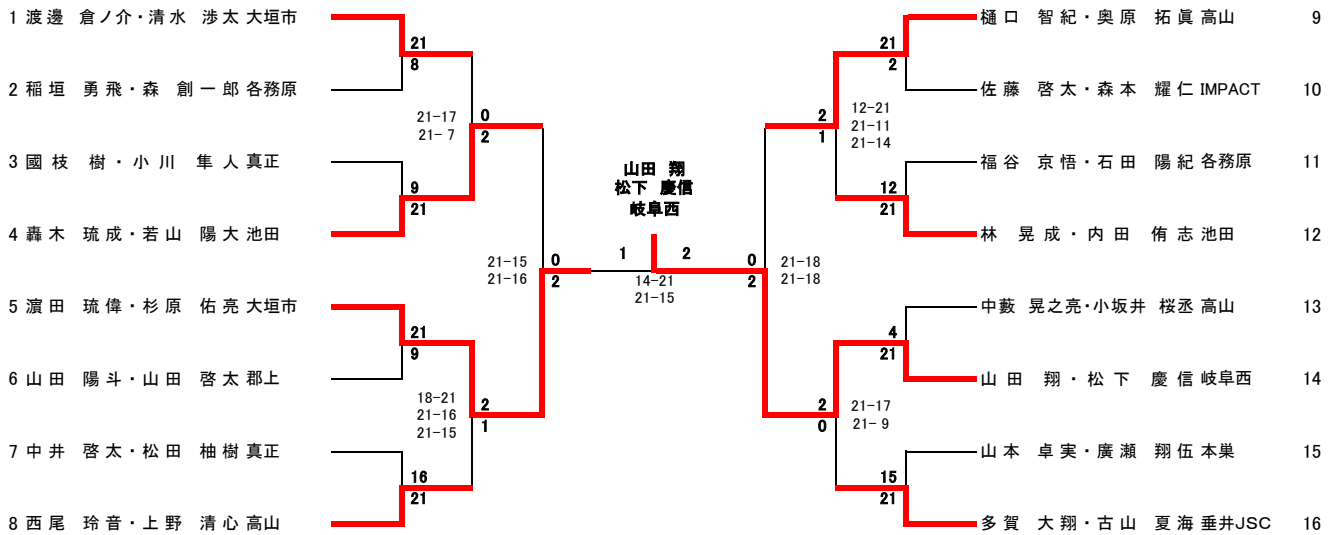 1 渡邊 倉ノ介・清水 渉太 大垣市
21
8
2 稲垣 勇飛・森 創一郎 各務原
21-17
21- 7
0
2
3 國枝 樹・小川 隼人 真正
9
21
4 轟木 琉成・若山 陽大 池田
21-15
21-16
0
2
5 濵田 琉偉・杉原 佑亮 大垣市
21
9
6 山田 陽斗・山田 啓太 郡上
18-21
21-16
21-15
2
1
7 中井 啓太・松田 柚樹 真正
16
21
8 西尾 玲音・上野 清心 高山
山田 翔
松下 慶信
岐阜西
1 2
14-21
21-15
樋口 智紀・奥原 拓眞 高山 9
21
2
佐藤 啓太・森本 耀仁 IMPACT 10
2
1
12-21
21-11
21-14
福谷 京悟・石田 陽紀 各務原 11
12
21
林 晃成・内田 侑志 池田 12
0
2
21-18
21-18
中藪 晃之亮・小坂井 桜丞 高山 13
4
21
山田 翔・松下 慶信 岐阜西 14
2
0
21-17
21- 9
山本 卓実・廣瀬 翔伍 本巣 15
15
21
多賀 大翔・古山 夏海 垂井JSC 16